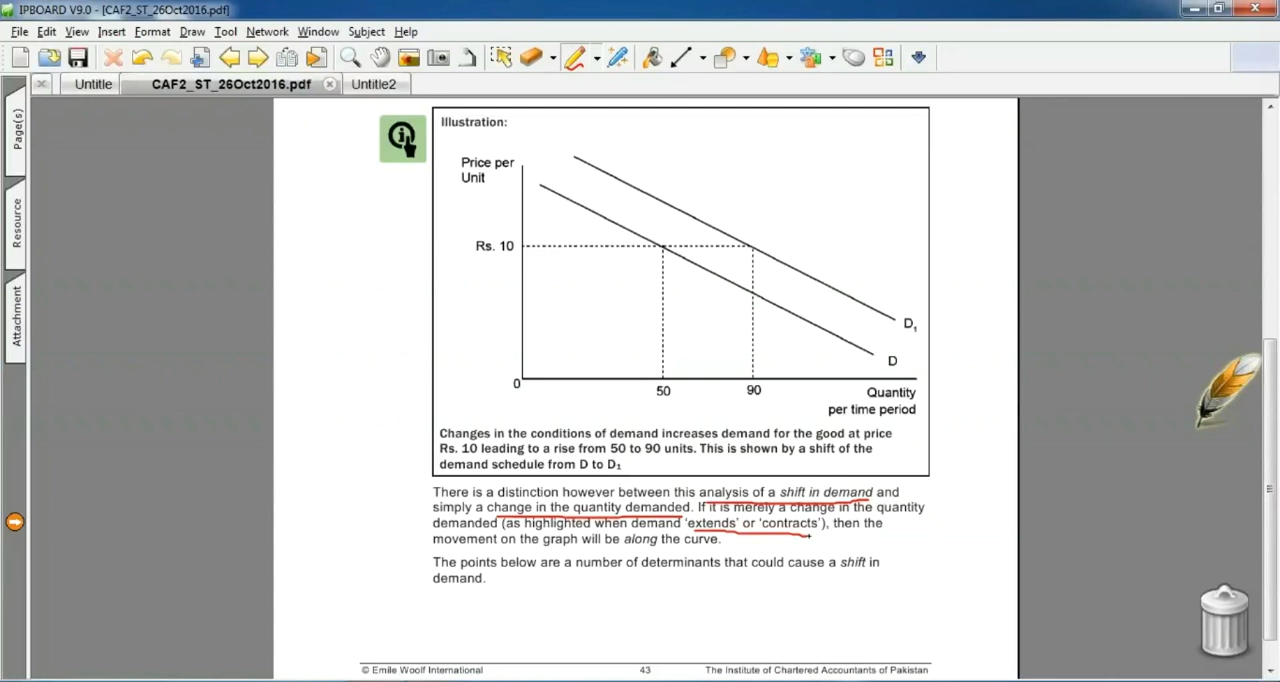 IPBOARD V9.0 - [CAF2_ST_26Oct2016.pdf]
File Edit View Insert Format Draw Tool Network Window Subject Help
Untitle CAF2_ST_26Oct2016.pdf Untitle2
Page(s)
Resource
Attachment
Illustration:
Price per
Unit
Rs. 10
D1
D
0
50 90 Quantity
per time period
Changes in the conditions of demand increases demand for the good at price
Rs. 10 leading to a rise from 50 to 90 units. This is shown by a shift of the
demand schedule from D to D1
There is a distinction however between this analysis of a shift in demand and
simply a change in the quantity demanded. If it is merely a change in the quantity
demanded (as highlighted when demand ‘extends’ or ‘contracts’), then the
movement on the graph will be along the curve.
The points below are a number of determinants that could cause a shift in
demand.
© Emile Woolf International 43 The Institute of Chartered Accountants of Pakistan